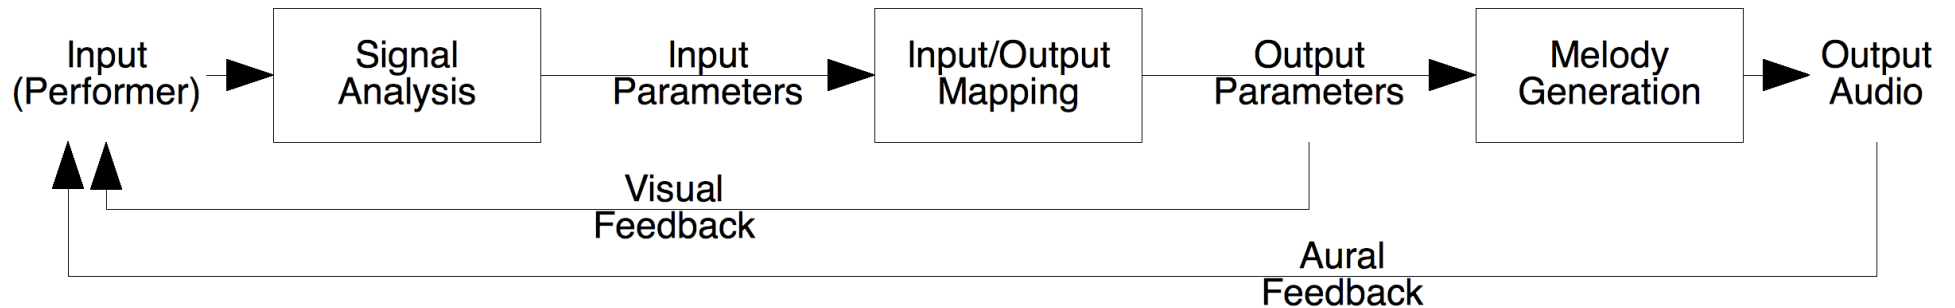 Input
(Performer)
Signal
Analysis
Input
Parameters
Input/Output
Mapping
Output
Parameters
Melody
Generation
Output
Audio
Visual
Feedback
Aural
Feedback